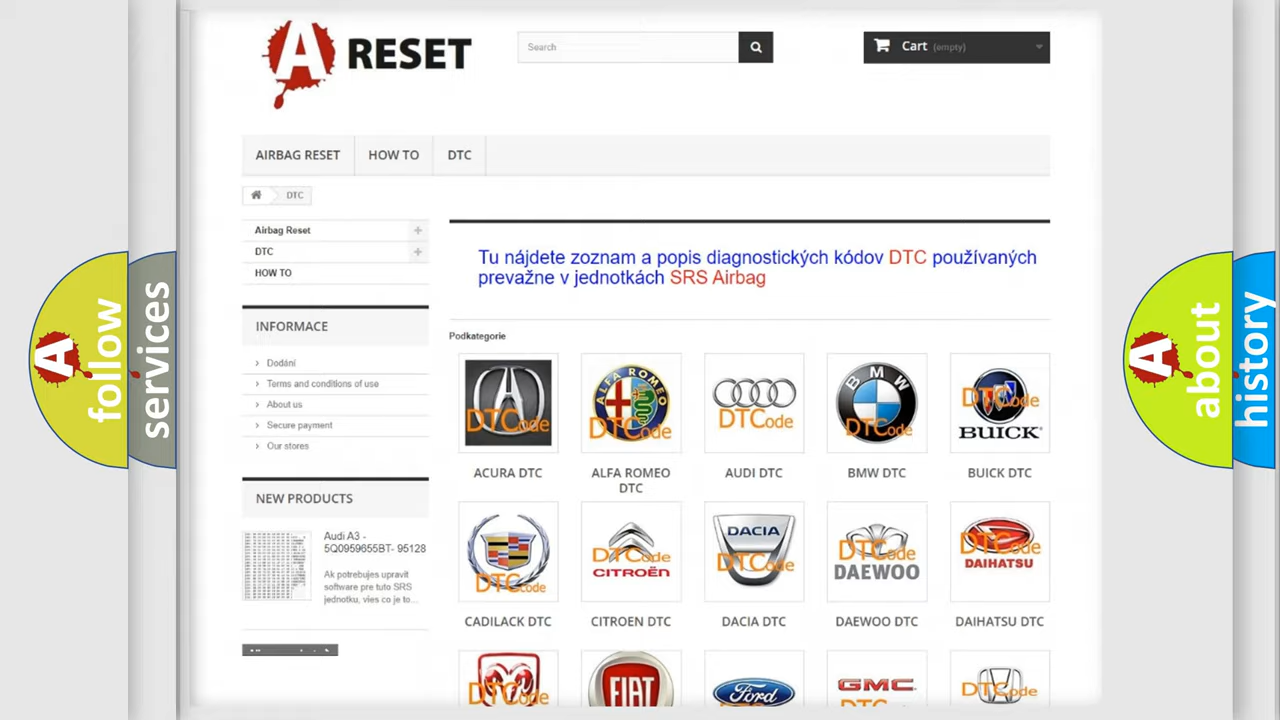 A RESET
Search
Cart (empty)
AIRBAG RESET
HOW TO
DTC
DTC
Airbag Reset
DTC
HOW TO
INFORMACE
Dodání
Terms and conditions of use
About us
Secure payment
Our stores
NEW PRODUCTS
Audi A3 -
5Q0959655BT- 95128
Ak potrebujes upravit
software pre tuto SRS
jednotku, vies co je to...
Tu nájdete zoznam a popis diagnostických kódov DTC používaných
prevažne v jednotkách SRS Airbag
Podkategorie
DTCode
ALFA ROMEO
DTCode
DTCode
BMW
DTCode
DTCode
BUICK
ACURA DTC
ALFA ROMEO
DTC
AUDI DTC
BMW DTC
BUICK DTC
DTCode
DTCode
CITROËN
DACIA
DTCode
DTCode
DAEWOO
DTCode
DAIHATSU
CADILACK DTC
CITROEN DTC
DACIA DTC
DAEWOO DTC
DAIHATSU DTC
DTCode
FIAT
Ford
GMC
DTCode
A follow
services
A about
history